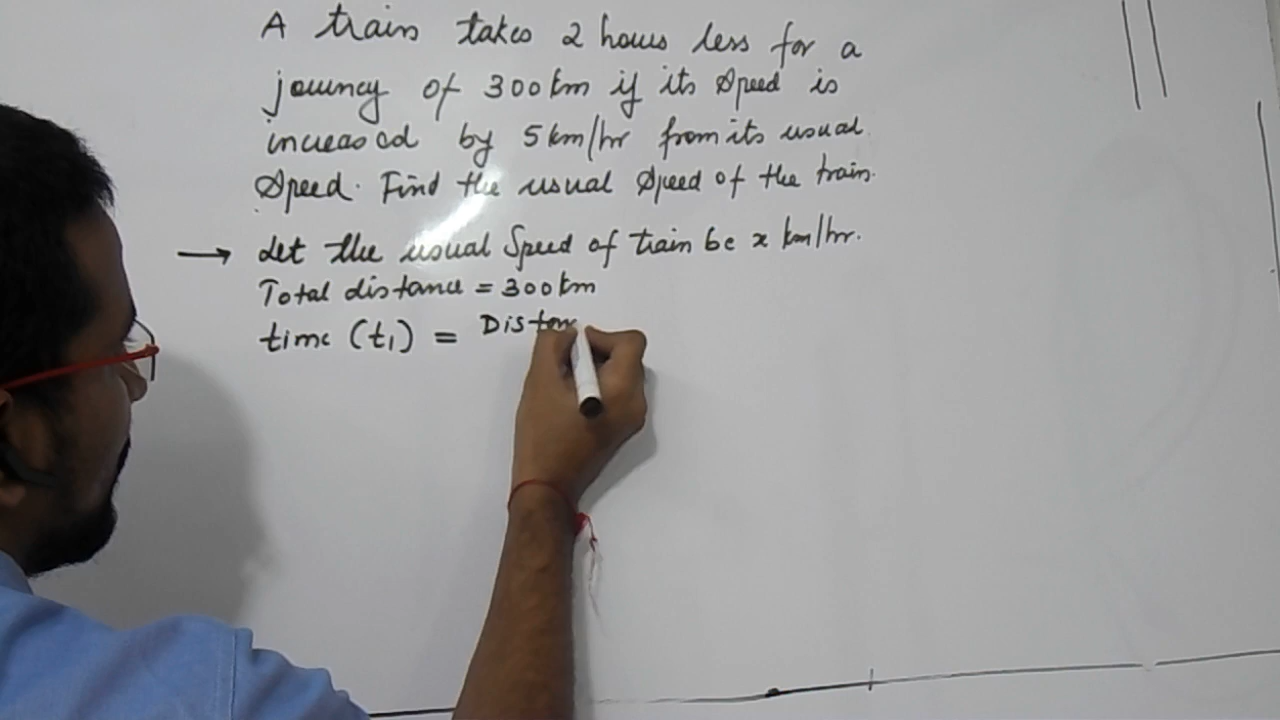 A train takes 2 hours less for a
journey of 300km if its speed is
increased by 5km/hr from its usual
Speed. Find the usual speed of the train.
→ Let the usual Speed of train be x km/hr.
Total distance = 300km
time (t₁) = Distan